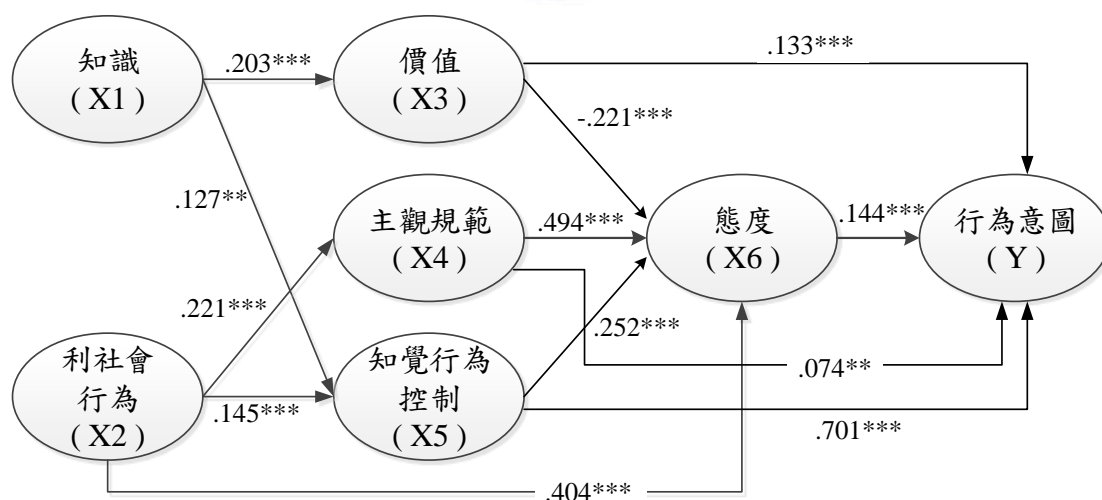 知識
( X1 )
.203***
價值
( X3 )
.133***
-.221***
.127**
主觀規範
( X4 )
.494***
態度
( X6 )
.144***
行為意圖
( Y )
.221***
.252***
利社會
行為
( X2 )
.145***
知覺行為
控制
( X5 )
.074**
.701***
.404***